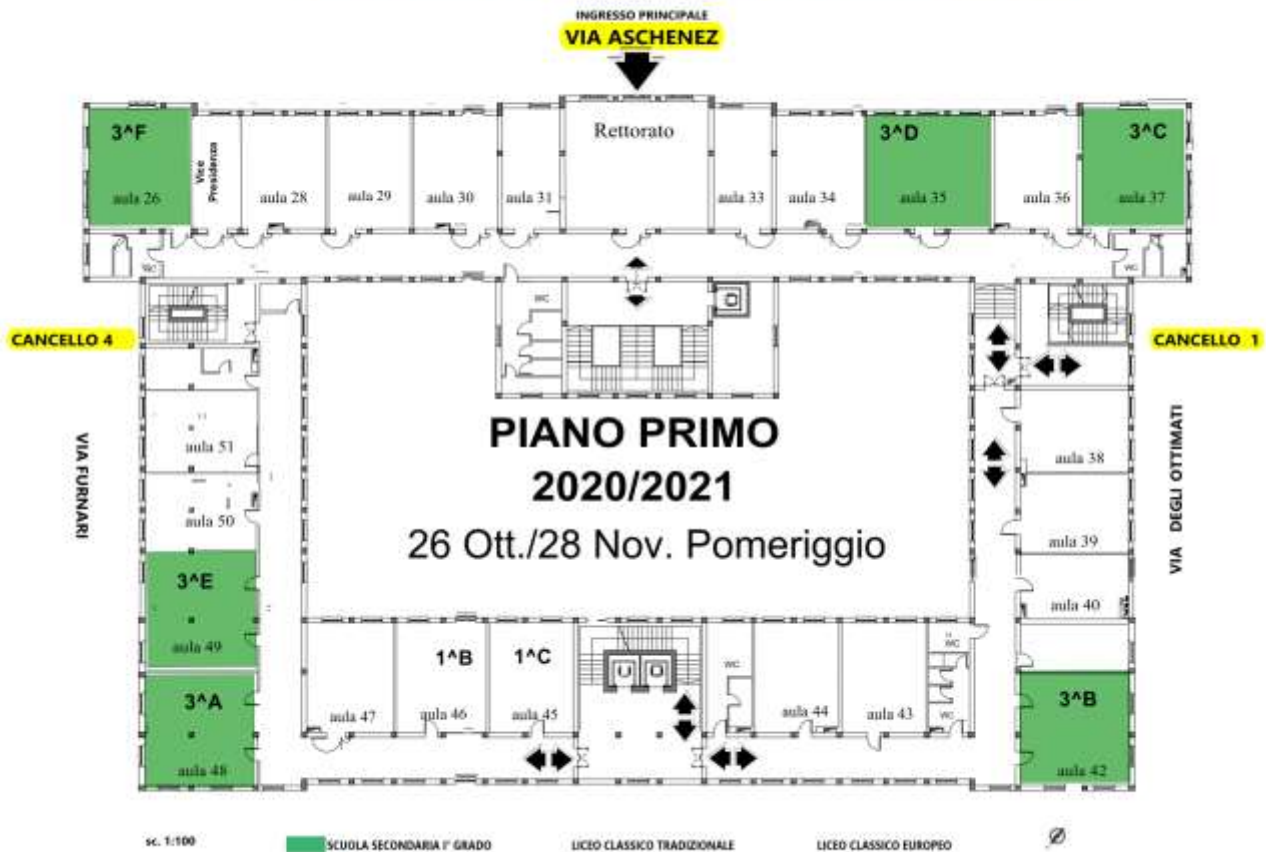 INGRESSO PRINCIPALE
VIA ASCHENEZ
3^F
aula 26
Vice
Presidenza
aula 28
aula 29
aula 30
aula 31
Rettorato
aula 33
aula 34
3^D
aula 35
aula 36
3^C
aula 37
WC
WC
WC
CANCELLO 4
CANCELLO 1
VIA FURNARI
VIA DEGLI OTTIMATI
aula 51
aula 50
3^E
aula 49
3^A
aula 48
PIANO PRIMO
2020/2021
26 Ott./28 Nov. Pomeriggio
aula 38
aula 39
aula 40
aula 47
1^B
aula 46
1^C
aula 45
WC
aula 44
aula 43
WC
WC
3^B
aula 42
sc. 1:100
SCUOLA SECONDARIA I° GRADO
LICEO CLASSICO TRADIZIONALE
LICEO CLASSICO EUROPEO